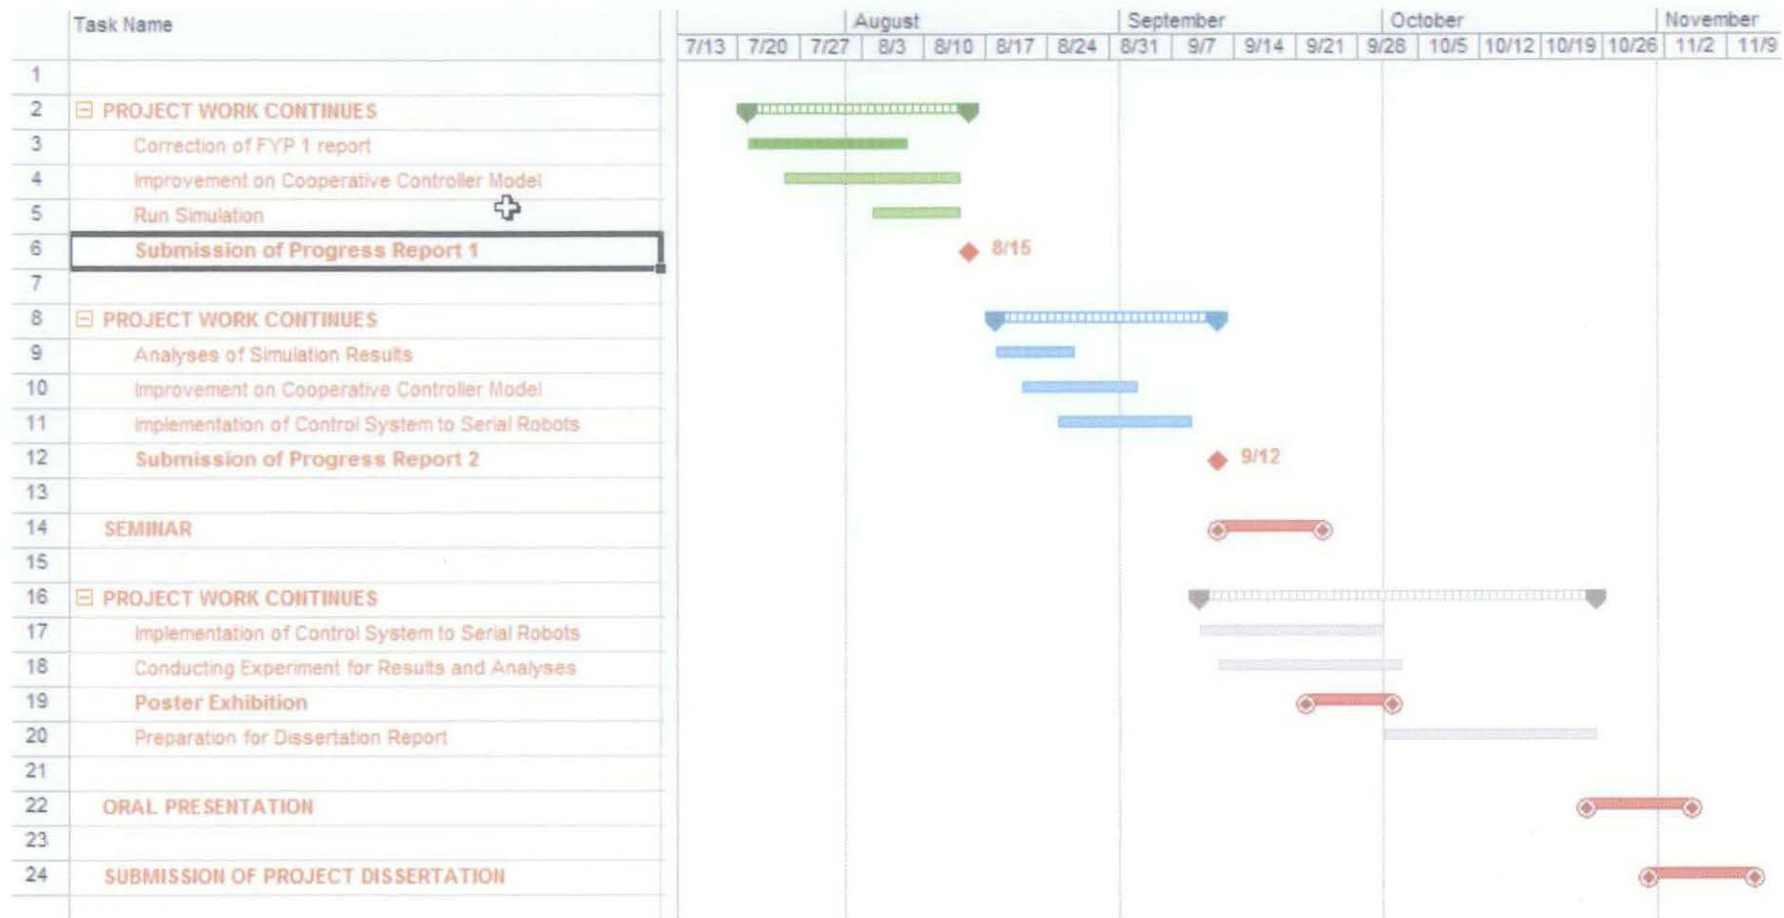 Task Name
August September October November
7/13 7/20 7/27 8/3 8/10 8/17 8/24 8/31 9/7 9/14 9/21 9/28 10/5 10/12 10/19 10/26 11/2 11/9
1
2 PROJECT WORK CONTINUES
3 Correction of FYP 1 report
4 Improvement on Cooperative Controller Model
5 Run Simulation
6 Submission of Progress Report 1 8/15
7
8 PROJECT WORK CONTINUES
9 Analyses of Simulation Results
10 Improvement on Cooperative Controller Model
11 Implementation of Control System to Serial Robots
12 Submission of Progress Report 2 9/12
13
14 SEMINAR
15
16 PROJECT WORK CONTINUES
17 Implementation of Control System to Serial Robots
18 Conducting Experiment for Results and Analyses
19 Poster Exhibition
20 Preparation for Dissertation Report
21
22 ORAL PRESENTATION
23
24 SUBMISSION OF PROJECT DISSERTATION